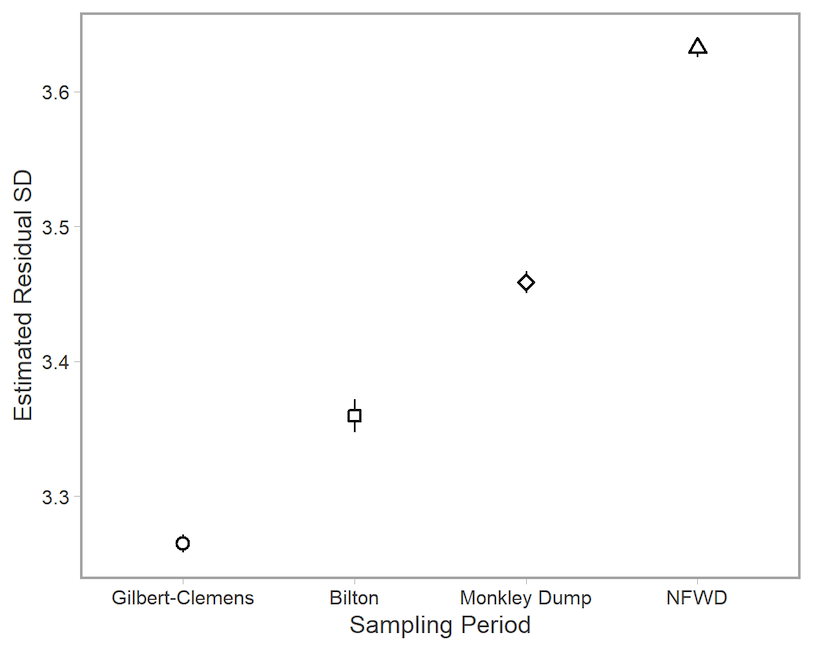 Estimated Residual SD
3.6
3.5
3.4
3.3
Gilbert-Clemens Bilton Monkley Dump NFWD
Sampling Period